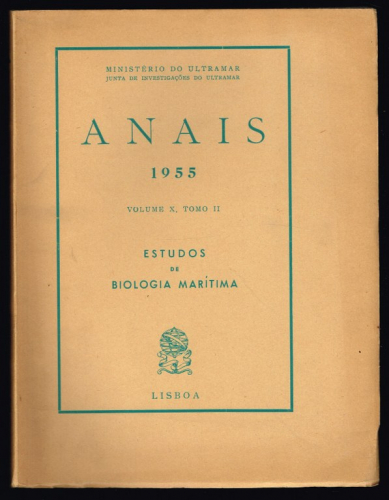 MINISTÉRIO DO ULTRAMAR
JUNTA DE INVESTIGAÇÕES DO ULTRAMAR
ANAIS
1955
VOLUME X, TOMO II
ESTUDOS
DE
BIOLOGIA MARÍTIMA
LISBOA